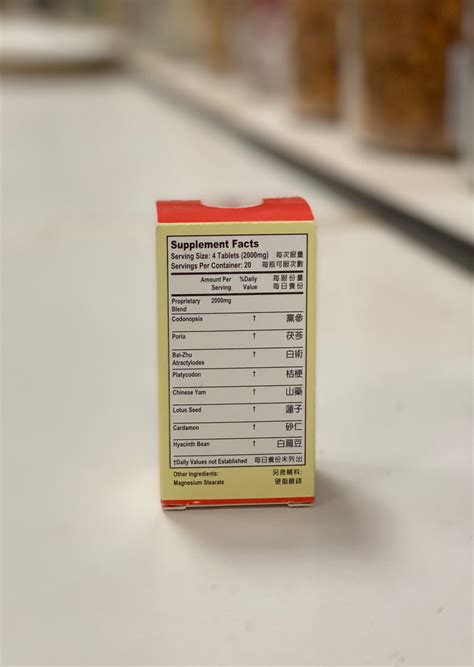 Supplement Facts
Serving Size: 4 Tablets (2000mg) 每次服量
Servings Per Container: 20 每瓶可服次數
Amount Per Serving %Daily Value 每服份量 每日養份
Proprietary Blend 2000mg
Codonopsis † 黨參
Poria † 茯苓
Bai-Zhu Atractylodes † 白術
Platycodon † 桔梗
Chinese Yam † 山藥
Lotus Seed † 蓮子
Cardamon † 砂仁
Hyacinth Bean † 白扁豆
†Daily Values not Established 每日養份未列出
Other ingredients: 另含輔料:
Magnesium Stearate 硬脂酸鎂